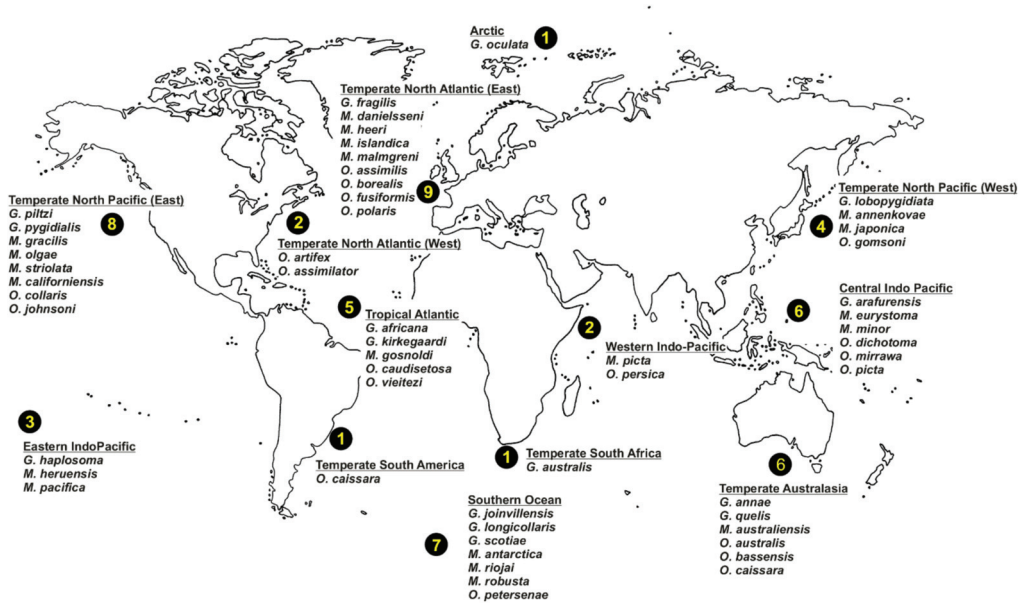 Arctic
G. oculata
1
Temperate North Atlantic (East)
G. fragilis
M. danielsseni
M. heeri
M. islandica
M. malmgreni
O. assimilis
O. borealis
O. fusiformis
O. polaris
9
Temperate North Pacific (East)
G. piltzi
G. pygidialis
M. gracilis
M. olgae
M. striolata
M. californiensis
O. collaris
O. johnsoni
8
2
Temperate North Atlantic (West)
O. artifex
O. assimilator
Temperate North Pacific (West)
G. lobopygidiata
M. annenkovae
M. japonica
O. gomsoni
4
5
Tropical Atlantic
G. africana
G. kirkegaardi
M. gosnoldi
O. caudisetosa
O. vieitezi
2
Western Indo-Pacific
M. picta
O. persica
Central Indo Pacific
G. arafurensis
M. eurystoma
M. minor
O. dichotoma
O. mirrawa
O. picta
6
3
Eastern IndoPacific
G. haplosoma
M. heruensis
M. pacifica
1
Temperate South America
O. caissara
1
Temperate South Africa
G. australis
6
Temperate Australasia
G. annae
G. quelis
M. australiensis
O. australis
O. bassensis
O. caissara
Southern Ocean
G. joinvillensis
G. longicollaris
G. scotiae
M. antarctica
M. riojai
M. robusta
O. petersenae
7